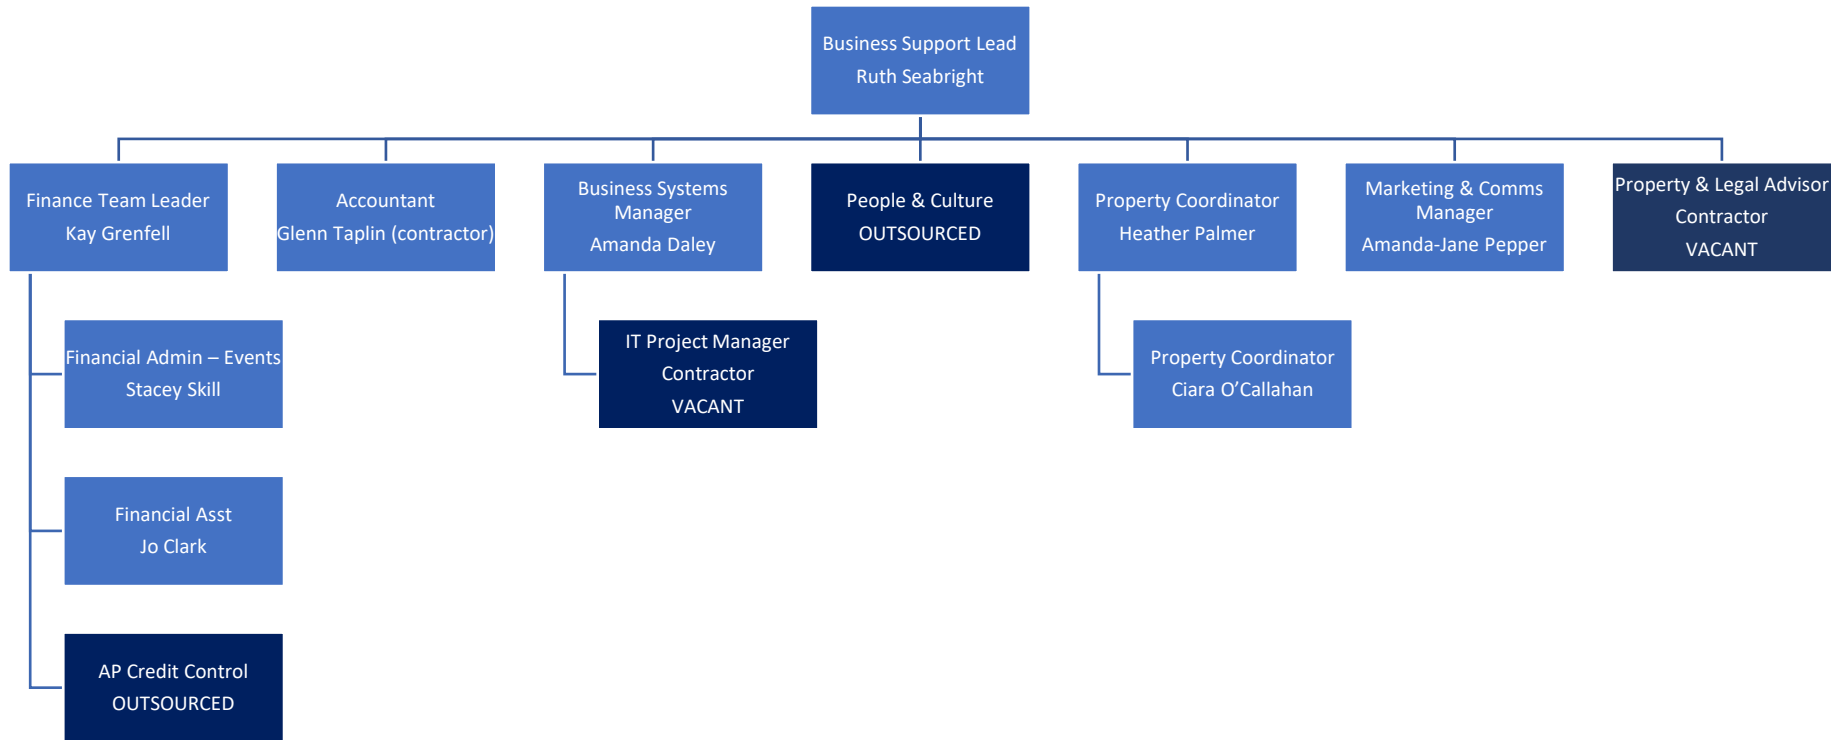 Business Support Lead
Ruth Seabright
Finance Team Leader
Kay Grenfell
Accountant
Glenn Taplin (contractor)
Business Systems
Manager
Amanda Daley
People & Culture
OUTSOURCED
Property Coordinator
Heather Palmer
Marketing & Comms
Manager
Amanda-Jane Pepper
Property & Legal Advisor
Contractor
VACANT
Financial Admin – Events
Stacey Skill
IT Project Manager
Contractor
VACANT
Property Coordinator
Ciara O’Callahan
Financial Asst
Jo Clark
AP Credit Control
OUTSOURCED